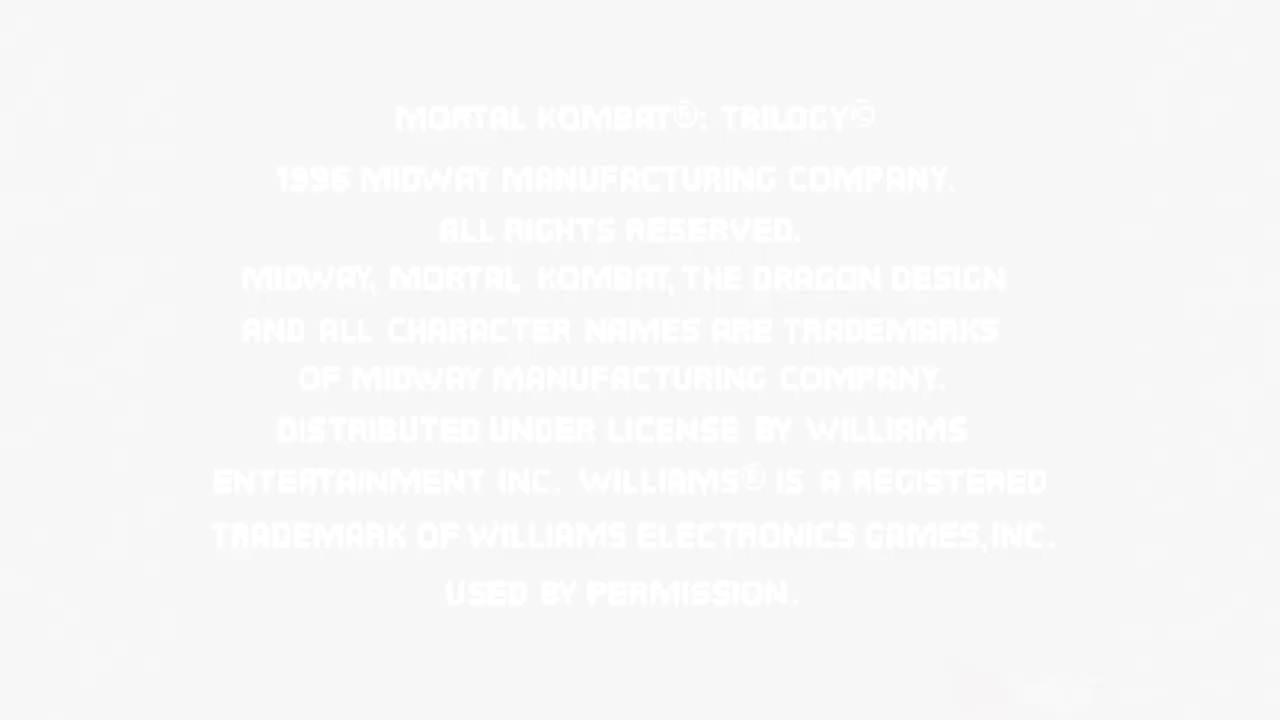 MORTAL KOMBAT®: TRILOGY©
1996 MIDWAY MANUFACTURING COMPANY.
ALL RIGHTS RESERVED.
MIDWAY, MORTAL KOMBAT, THE DRAGON DESIGN
AND ALL CHARACTER NAMES ARE TRADEMARKS
OF MIDWAY MANUFACTURING COMPANY.
DISTRIBUTED UNDER LICENSE BY WILLIAMS
ENTERTAINMENT INC. WILLIAMS® IS A REGISTERED
TRADEMARK OF WILLIAMS ELECTRONICS GAMES, INC.
USED BY PERMISSION.